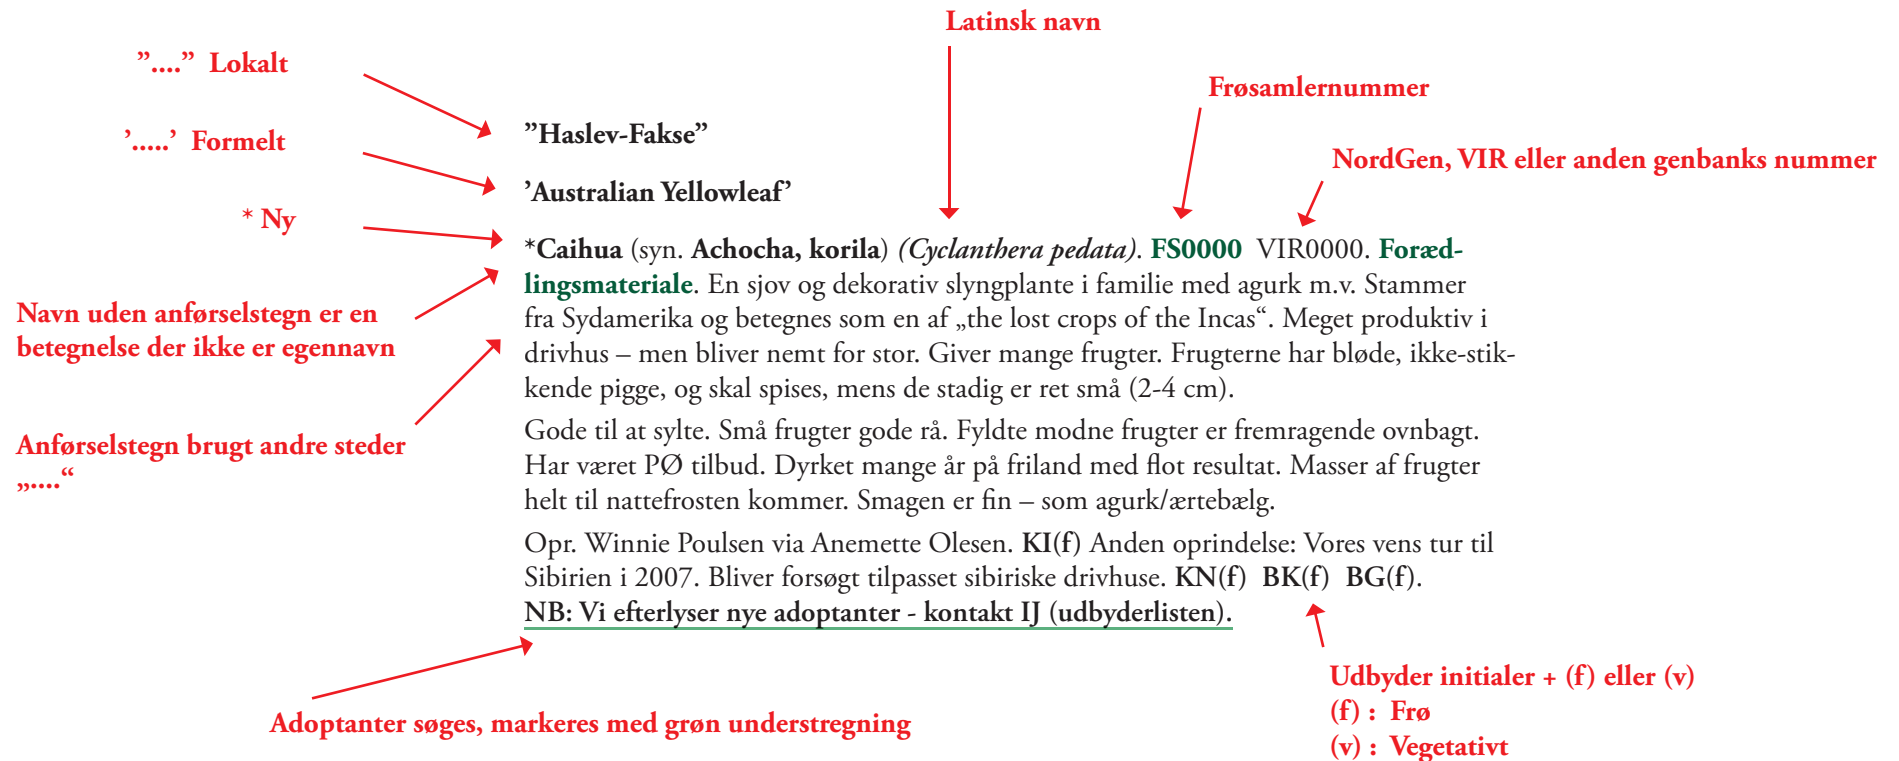 Latinsk navn
”....” Lokalt
Frøsamlernummer
’.....’ Formelt
”Haslev-Fakse”
NordGen, VIR eller anden genbanks nummer
’Australian Yellowleaf’
* Ny
*Caihua (syn. Achocha, korila) (Cyclanthera pedata). FS0000 VIR0000. Foræd-
lingsmateriale. En sjov og dekorativ slyngplante i familie med agurk m.v. Stammer
fra Sydamerika og betegnes som en af „the lost crops of the Incas“. Meget produktiv i
drivhus – men bliver nemt for stor. Giver mange frugter. Frugterne har bløde, ikke-stik-
kende pigge, og skal spises, mens de stadig er ret små (2-4 cm).
Navn uden anførselstegn er en
betegnelse der ikke er egennavn
Gode til at sylte. Små frugter gode rå. Fyldte modne frugter er fremragende ovnbagt.
Har været PØ tilbud. Dyrket mange år på friland med flot resultat. Masser af frugter
helt til nattefrosten kommer. Smagen er fin – som agurk/ærtebælg.
Anførselstegn brugt andre steder
„....“
Opr. Winnie Poulsen via Anemette Olesen. KI(f) Anden oprindelse: Vores vens tur til
Sibirien i 2007. Bliver forsøgt tilpasset sibiriske drivhuse. KN(f) BK(f) BG(f).
NB: Vi efterlyser nye adoptanter - kontakt IJ (udbyderlisten).
Adoptanter søges, markeres med grøn understregning
Udbyder initialer + (f) eller (v)
(f) : Frø
(v) : Vegetativt